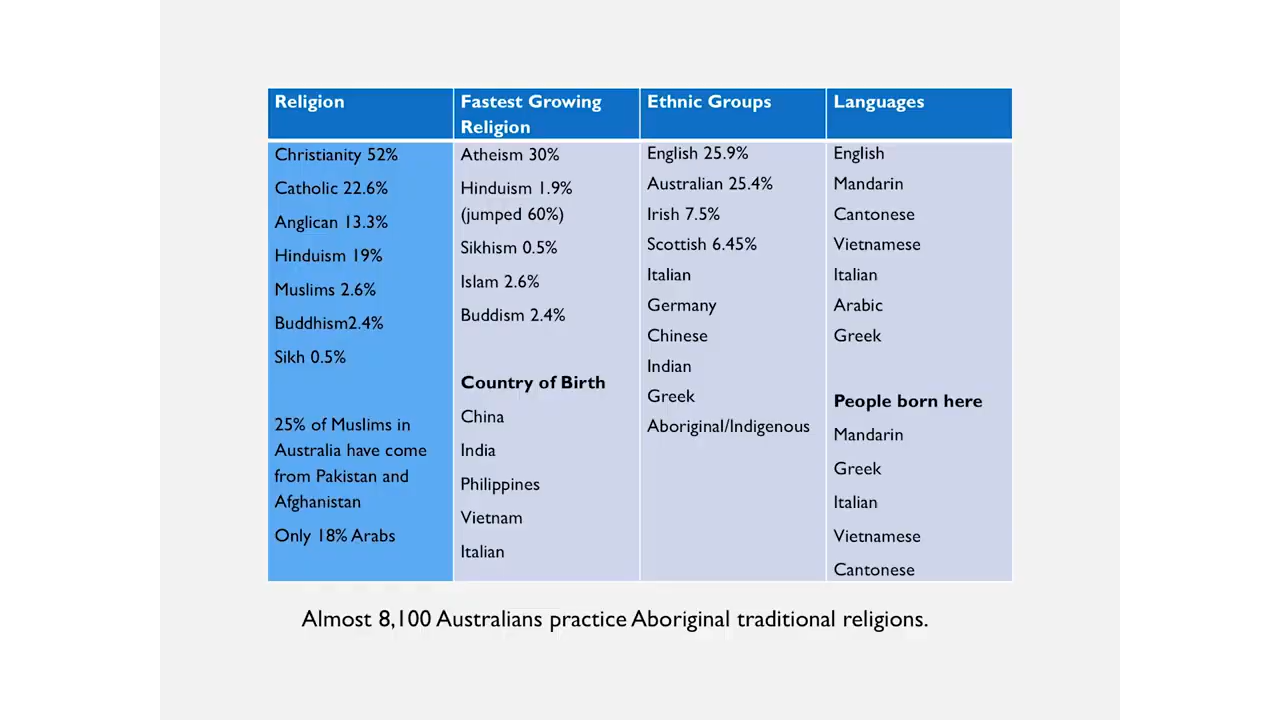 Religion
Christianity 52%
Catholic 22.6%
Anglican 13.3%
Hinduism 19%
Muslims 2.6%
Buddhism2.4%
Sikh 0.5%
25% of Muslims in
Australia have come
from Pakistan and
Afghanistan
Only 18% Arabs
Fastest Growing
Religion
Atheism 30%
Hinduism 1.9%
(jumped 60%)
Sikhism 0.5%
Islam 2.6%
Buddism 2.4%
Country of Birth
China
India
Philippines
Vietnam
Italian
Ethnic Groups
English 25.9%
Australian 25.4%
Irish 7.5%
Scottish 6.45%
Italian
Germany
Chinese
Indian
Greek
Aboriginal/Indigenous
Languages
English
Mandarin
Cantonese
Vietnamese
Italian
Arabic
Greek
People born here
Mandarin
Greek
Italian
Vietnamese
Cantonese
Almost 8,100 Australians practice Aboriginal traditional religions.